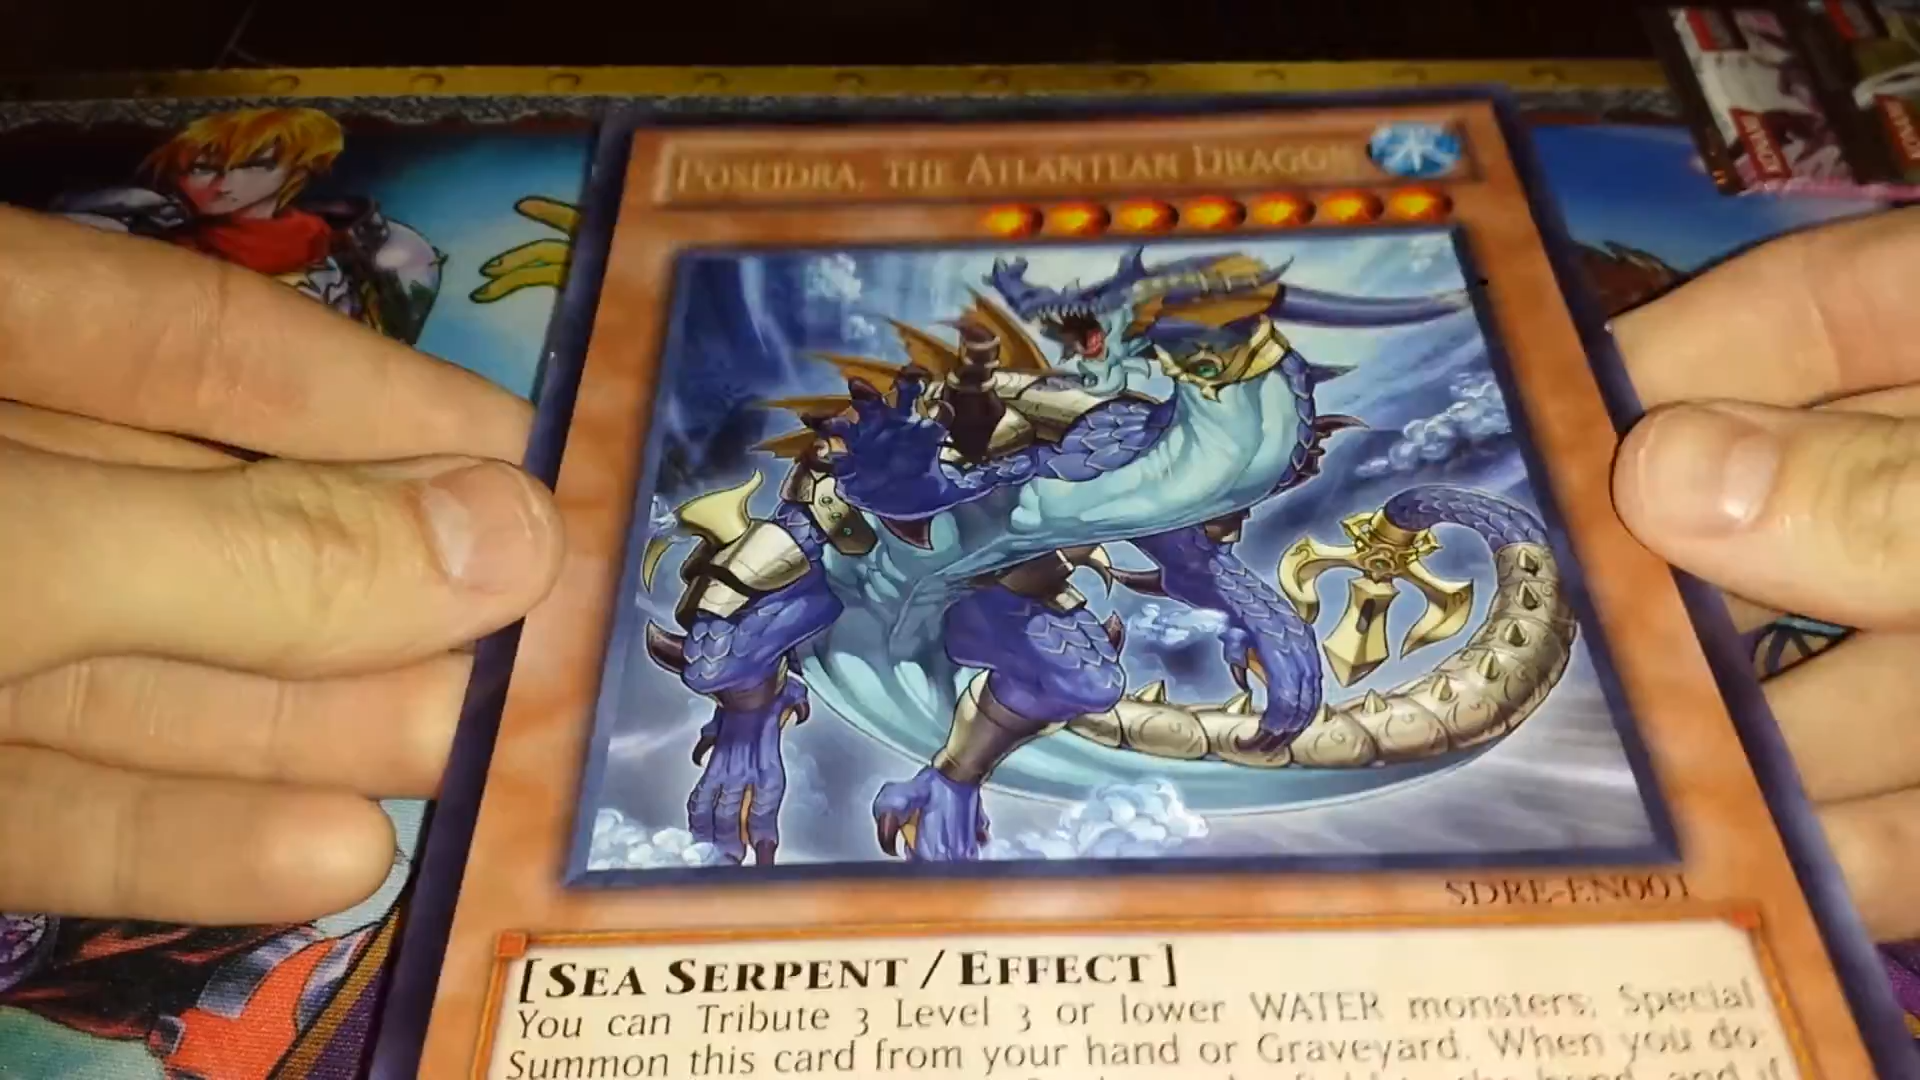 POSEIDRA, THE ATLANTEAN DRAGON
SDRE-EN001
[SEA SERPENT / EFFECT]
You can Tribute 3 Level 3 or lower WATER monsters; Special
Summon this card from your hand or Graveyard. When you do: